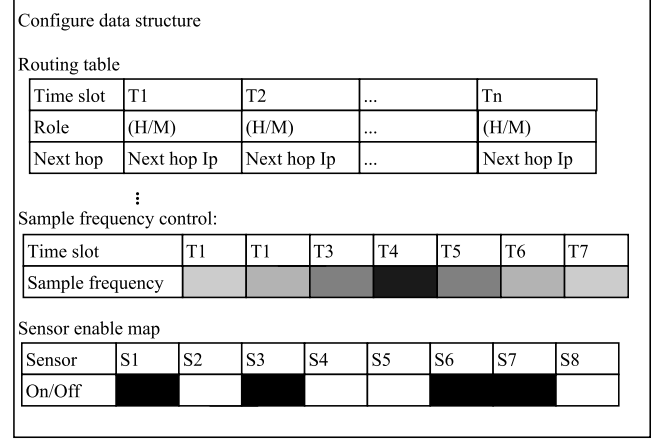 Configure data structure
Routing table
Time slot T1 T2 ... Tn
Role (H/M) (H/M) ... (H/M)
Next hop Next hop Ip Next hop Ip ... Next hop Ip
⋮
Sample frequency control:
Time slot T1 T1 T3 T4 T5 T6 T7
Sample frequency
Sensor enable map
Sensor S1 S2 S3 S4 S5 S6 S7 S8
On/Off